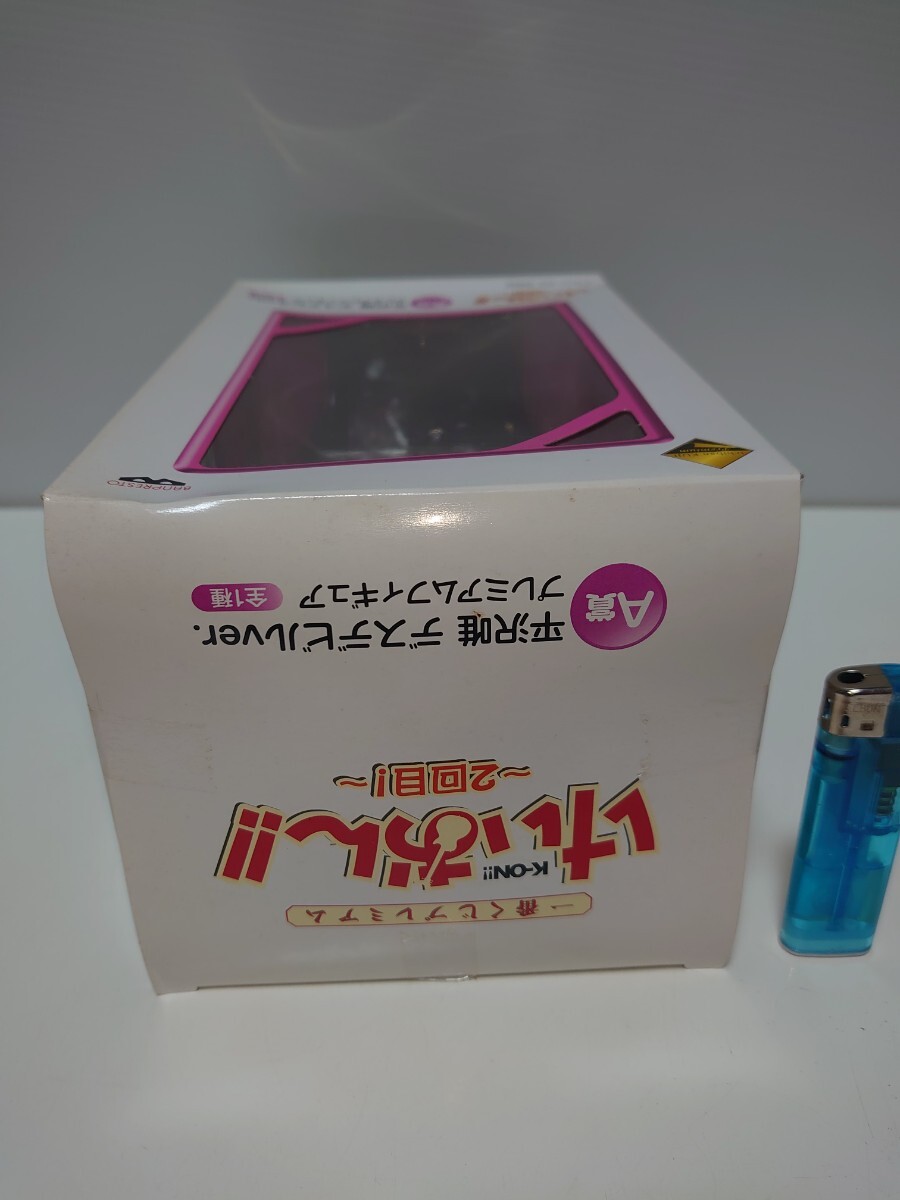 一番くじプレミアム
けいおん!!
K-ON!!
～2回目!～
A賞
平沢唯 デスデビルver.
プレミアムフィギュア 全1種
BANPRESTO